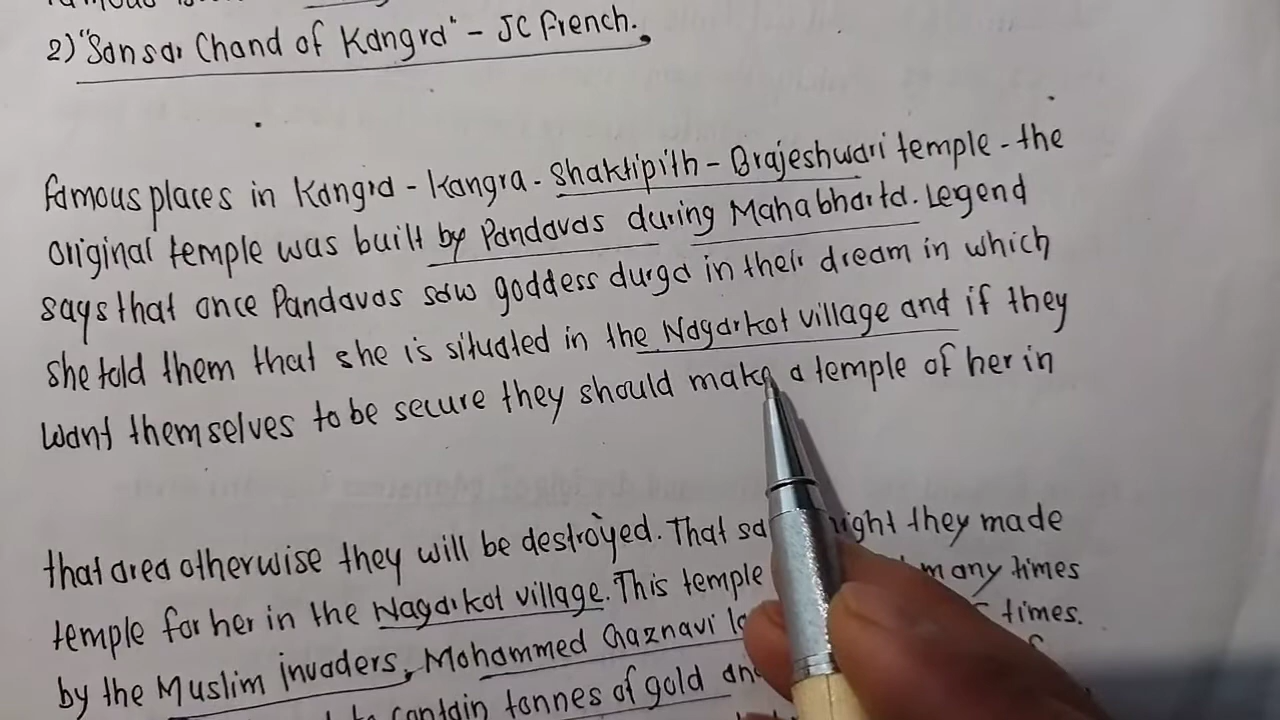 2) "Sansar Chand of Kangra" - JC French.
famous places in Kangra - Kangra - Shaktipith - Brajeshwari temple - the
original temple was built by Pandavas during Mahabharta. Legend
says that once Pandavas saw goddess durga in their dream in which
she told them that she is situated in the Nagarkot village and if they
want themselves to be secure they should make a temple of her in
that area otherwise they will be destroyed. That night they made
temple for her in the Nagarkot village. This temple many times
by the Muslim invaders, Mohammed Gaznavi times.
contain tonnes of gold and